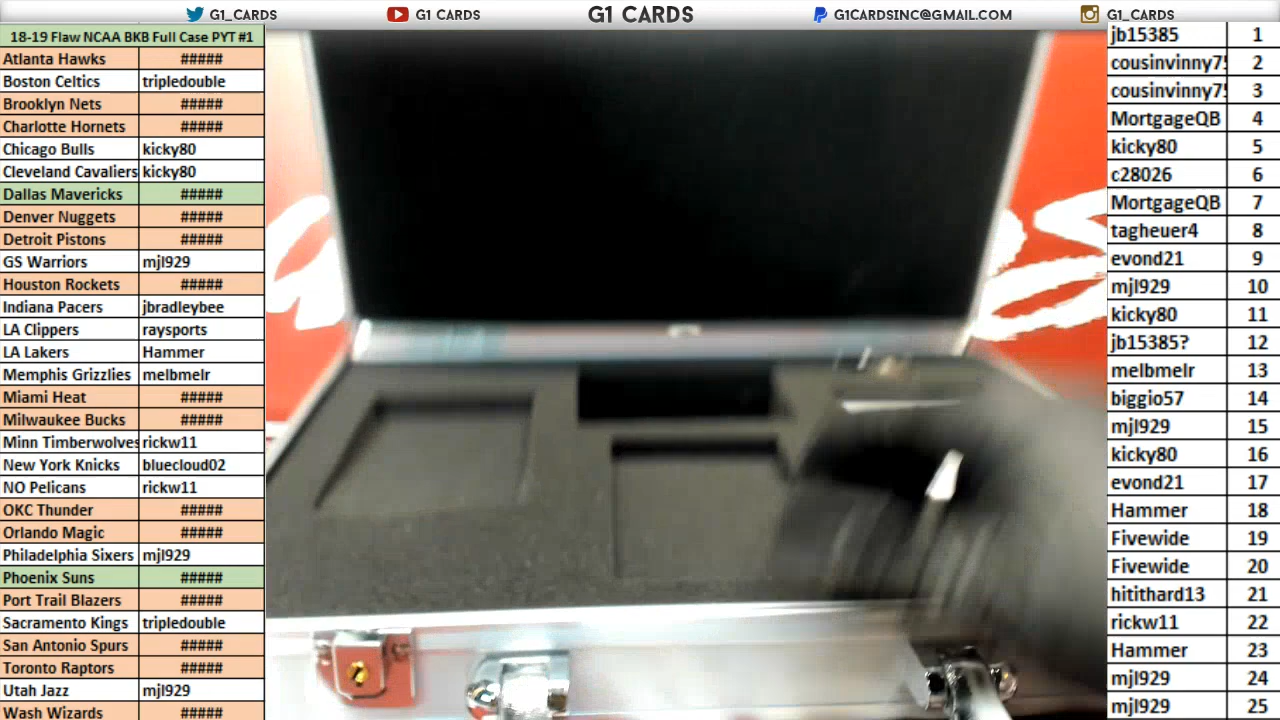 G1_CARDS
G1 CARDS
G1 CARDS
G1CARDSINC@GMAIL.COM
G1_CARDS
18-19 Flaw NCAA BKB Full Case PYT #1
Atlanta Hawks #####
Boston Celtics tripledouble
Brooklyn Nets #####
Charlotte Hornets #####
Chicago Bulls kicky80
Cleveland Cavaliers kicky80
Dallas Mavericks #####
Denver Nuggets #####
Detroit Pistons #####
GS Warriors mjl929
Houston Rockets #####
Indiana Pacers jbradleybee
LA Clippers raysports
LA Lakers Hammer
Memphis Grizzlies melbmelr
Miami Heat #####
Milwaukee Bucks #####
Minn Timberwolves rickw11
New York Knicks bluecloud02
NO Pelicans rickw11
OKC Thunder #####
Orlando Magic #####
Philadelphia Sixers mjl929
Phoenix Suns #####
Port Trail Blazers #####
Sacramento Kings tripledouble
San Antonio Spurs #####
Toronto Raptors #####
Utah Jazz mjl929
Wash Wizards #####
jb15385 1
cousinvinny75 2
cousinvinny75 3
MortgageQB 4
kicky80 5
c28026 6
MortgageQB 7
tagheuer4 8
evond21 9
mjl929 10
kicky80 11
jb15385? 12
melbmelr 13
biggio57 14
mjl929 15
kicky80 16
evond21 17
Hammer 18
Fivewide 19
Fivewide 20
hitithard13 21
rickw11 22
Hammer 23
mjl929 24
mjl929 25